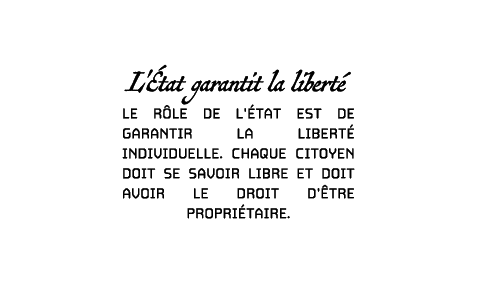 L'État garantit la liberté
LE RÔLE DE L'ÉTAT EST DE
GARANTIR LA LIBERTÉ
INDIVIDUELLE. CHAQUE CITOYEN
DOIT SE SAVOIR LIBRE ET DOIT
AVOIR LE DROIT D'ÊTRE
PROPRIÉTAIRE.